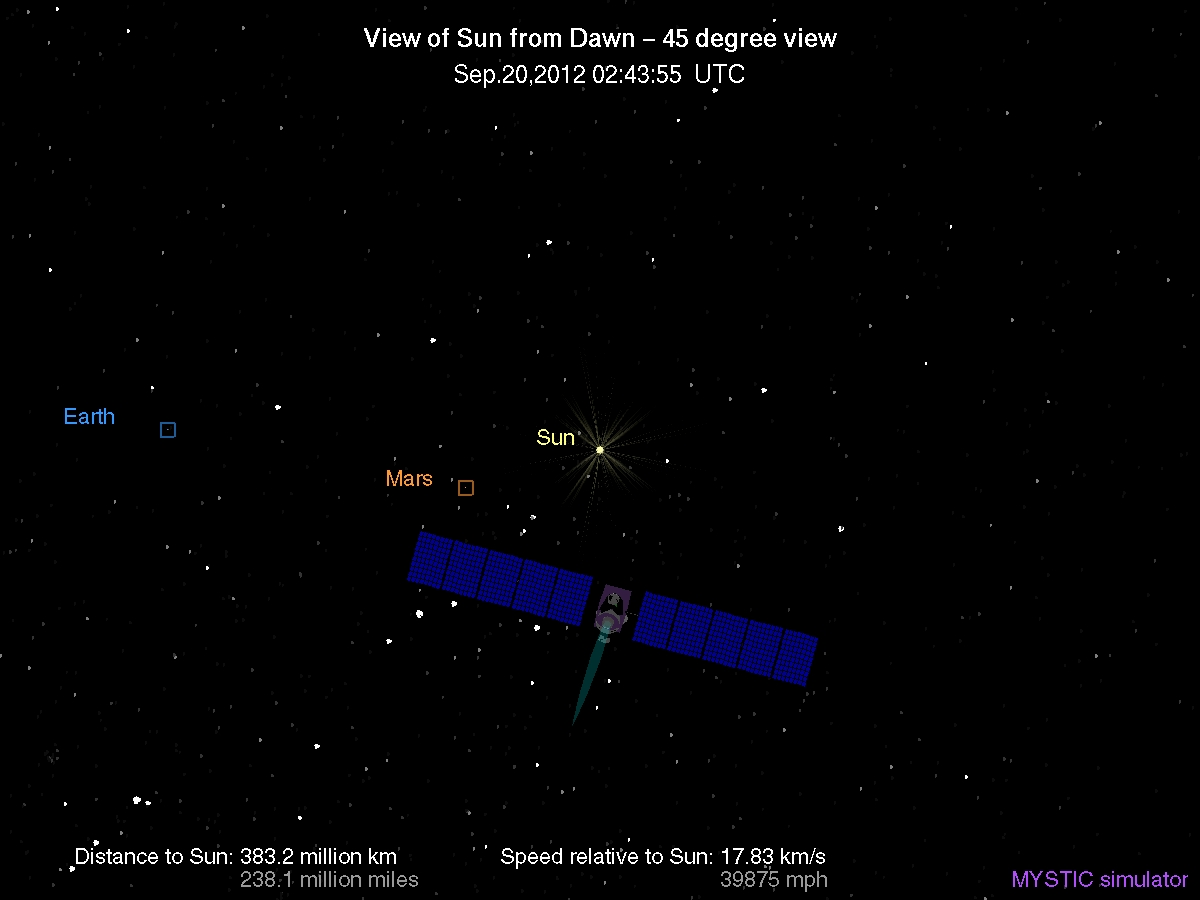 View of Sun from Dawn – 45 degree view
Sep.20,2012 02:43:55 UTC
Earth
Sun
Mars
Distance to Sun: 383.2 million km
238.1 million miles
Speed relative to Sun: 17.83 km/s
39875 mph
MYSTIC simulator